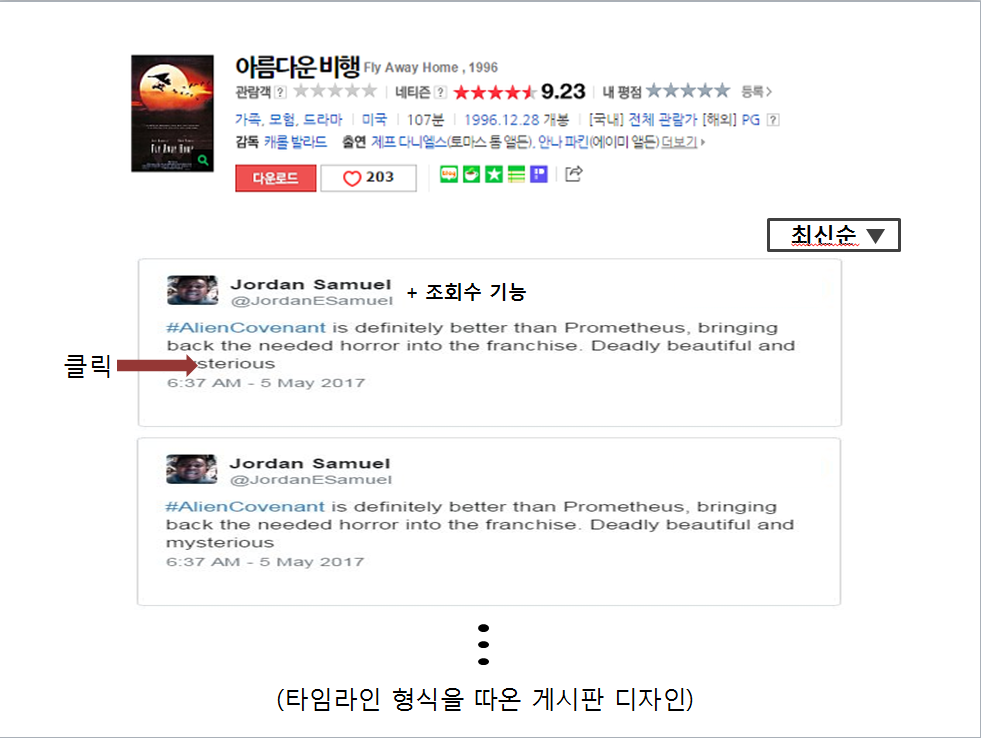 아름다운 비행 Fly Away Home , 1996
관람객 ? 네티즌 ? 9.23 내 평점 등록 >
가족, 모험, 드라마 | 미국 | 107분 | 1996.12.28 개봉 | [국내] 전체 관람가 [해외] PG ?
감독 캐롤 발라드 출연 제프 다니엘스(토마스 톰 앨든), 안나 파킨(에이미 앨든) 더보기
FLY AWAY HOME
다운로드 203
blog
최신순 ▼
Jordan Samuel
@JordanESamuel + 조회수 기능
#AlienCovenant is definitely better than Prometheus, bringing
back the needed horror into the franchise. Deadly beautiful and
클릭 sterious
6:37 AM - 5 May 2017
Jordan Samuel
@JordanESamuel
#AlienCovenant is definitely better than Prometheus, bringing
back the needed horror into the franchise. Deadly beautiful and
mysterious
6:37 AM - 5 May 2017
(타임라인 형식을 따온 게시판 디자인)